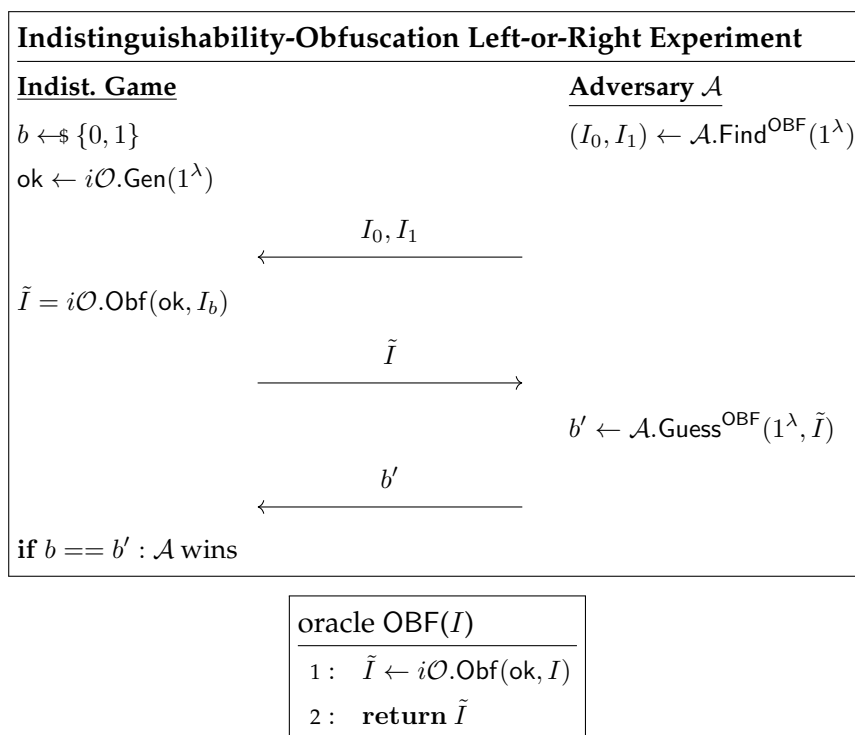 Indistinguishability-Obfuscation Left-or-Right Experiment
Indist. Game Adversary 𝒜
b ←$ {0, 1} (I₀, I₁) ← 𝒜.Find^OBF(1^λ)
ok ← i𝒪.Gen(1^λ)
I₀, I₁
Ĩ = i𝒪.Obf(ok, I_b)
Ĩ
b′ ← 𝒜.Guess^OBF(1^λ, Ĩ)
b′
if b == b′ : 𝒜 wins
oracle OBF(I)
1 : Ĩ ← i𝒪.Obf(ok, I)
2 : return Ĩ